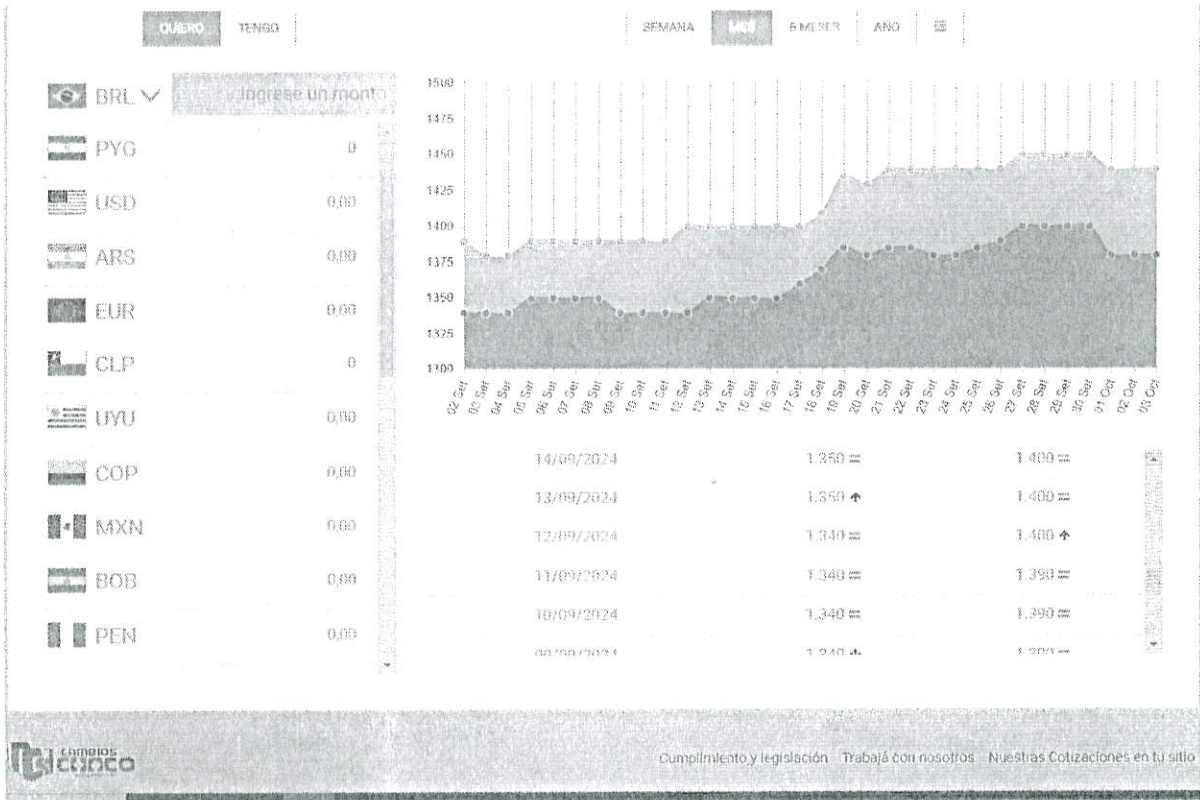 QUIERO TENGO
SEMANA MES 6 MESES AÑO
BRL Ingrese un monto
PYG 0
USD 0,00
ARS 0,00
EUR 0,00
CLP 0
UYU 0,00
COP 0,00
MXN 0,00
BOB 0,00
PEN 0,00
1500
1475
1450
1425
1400
1375
1350
1325
1300
02 Set 03 Set 04 Set 05 Set 06 Set 07 Set 08 Set 09 Set 10 Set 11 Set 12 Set 13 Set 14 Set 15 Set 16 Set 17 Set 18 Set 19 Set 20 Set 21 Set 22 Set 23 Set 24 Set 25 Set 26 Set 27 Set 28 Set 29 Set 30 Set 01 Oct 02 Oct 03 Oct
14/09/2024 1.350 1.400
13/09/2024 1.350 1.400
12/09/2024 1.340 1.400
11/09/2024 1.340 1.390
10/09/2024 1.340 1.390
cambios
chaco
Cumplimiento y legislación Trabajá con nosotros Nuestras Cotizaciones en tu sitio